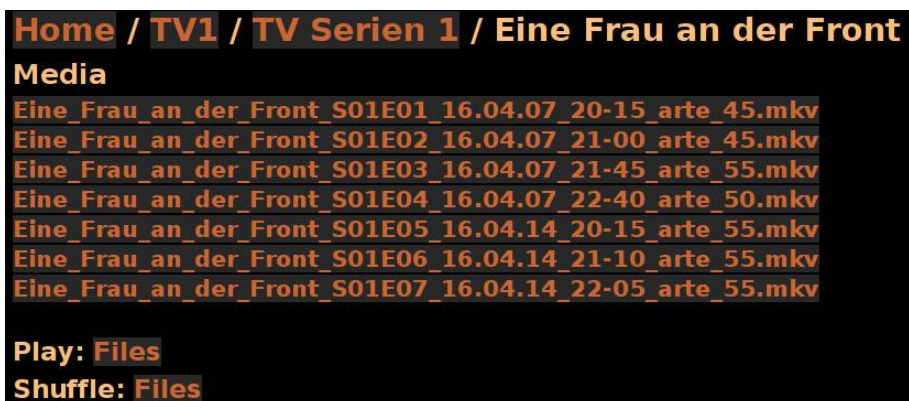 Home / TV1 / TV Serien 1 / Eine Frau an der Front
Media
Eine_Frau_an_der_Front_S01E01_16.04.07_20-15_arte_45.mkv
Eine_Frau_an_der_Front_S01E02_16.04.07_21-00_arte_45.mkv
Eine_Frau_an_der_Front_S01E03_16.04.07_21-45_arte_55.mkv
Eine_Frau_an_der_Front_S01E04_16.04.07_22-40_arte_50.mkv
Eine_Frau_an_der_Front_S01E05_16.04.14_20-15_arte_55.mkv
Eine_Frau_an_der_Front_S01E06_16.04.14_21-10_arte_55.mkv
Eine_Frau_an_der_Front_S01E07_16.04.14_22-05_arte_55.mkv
Play: Files
Shuffle: Files